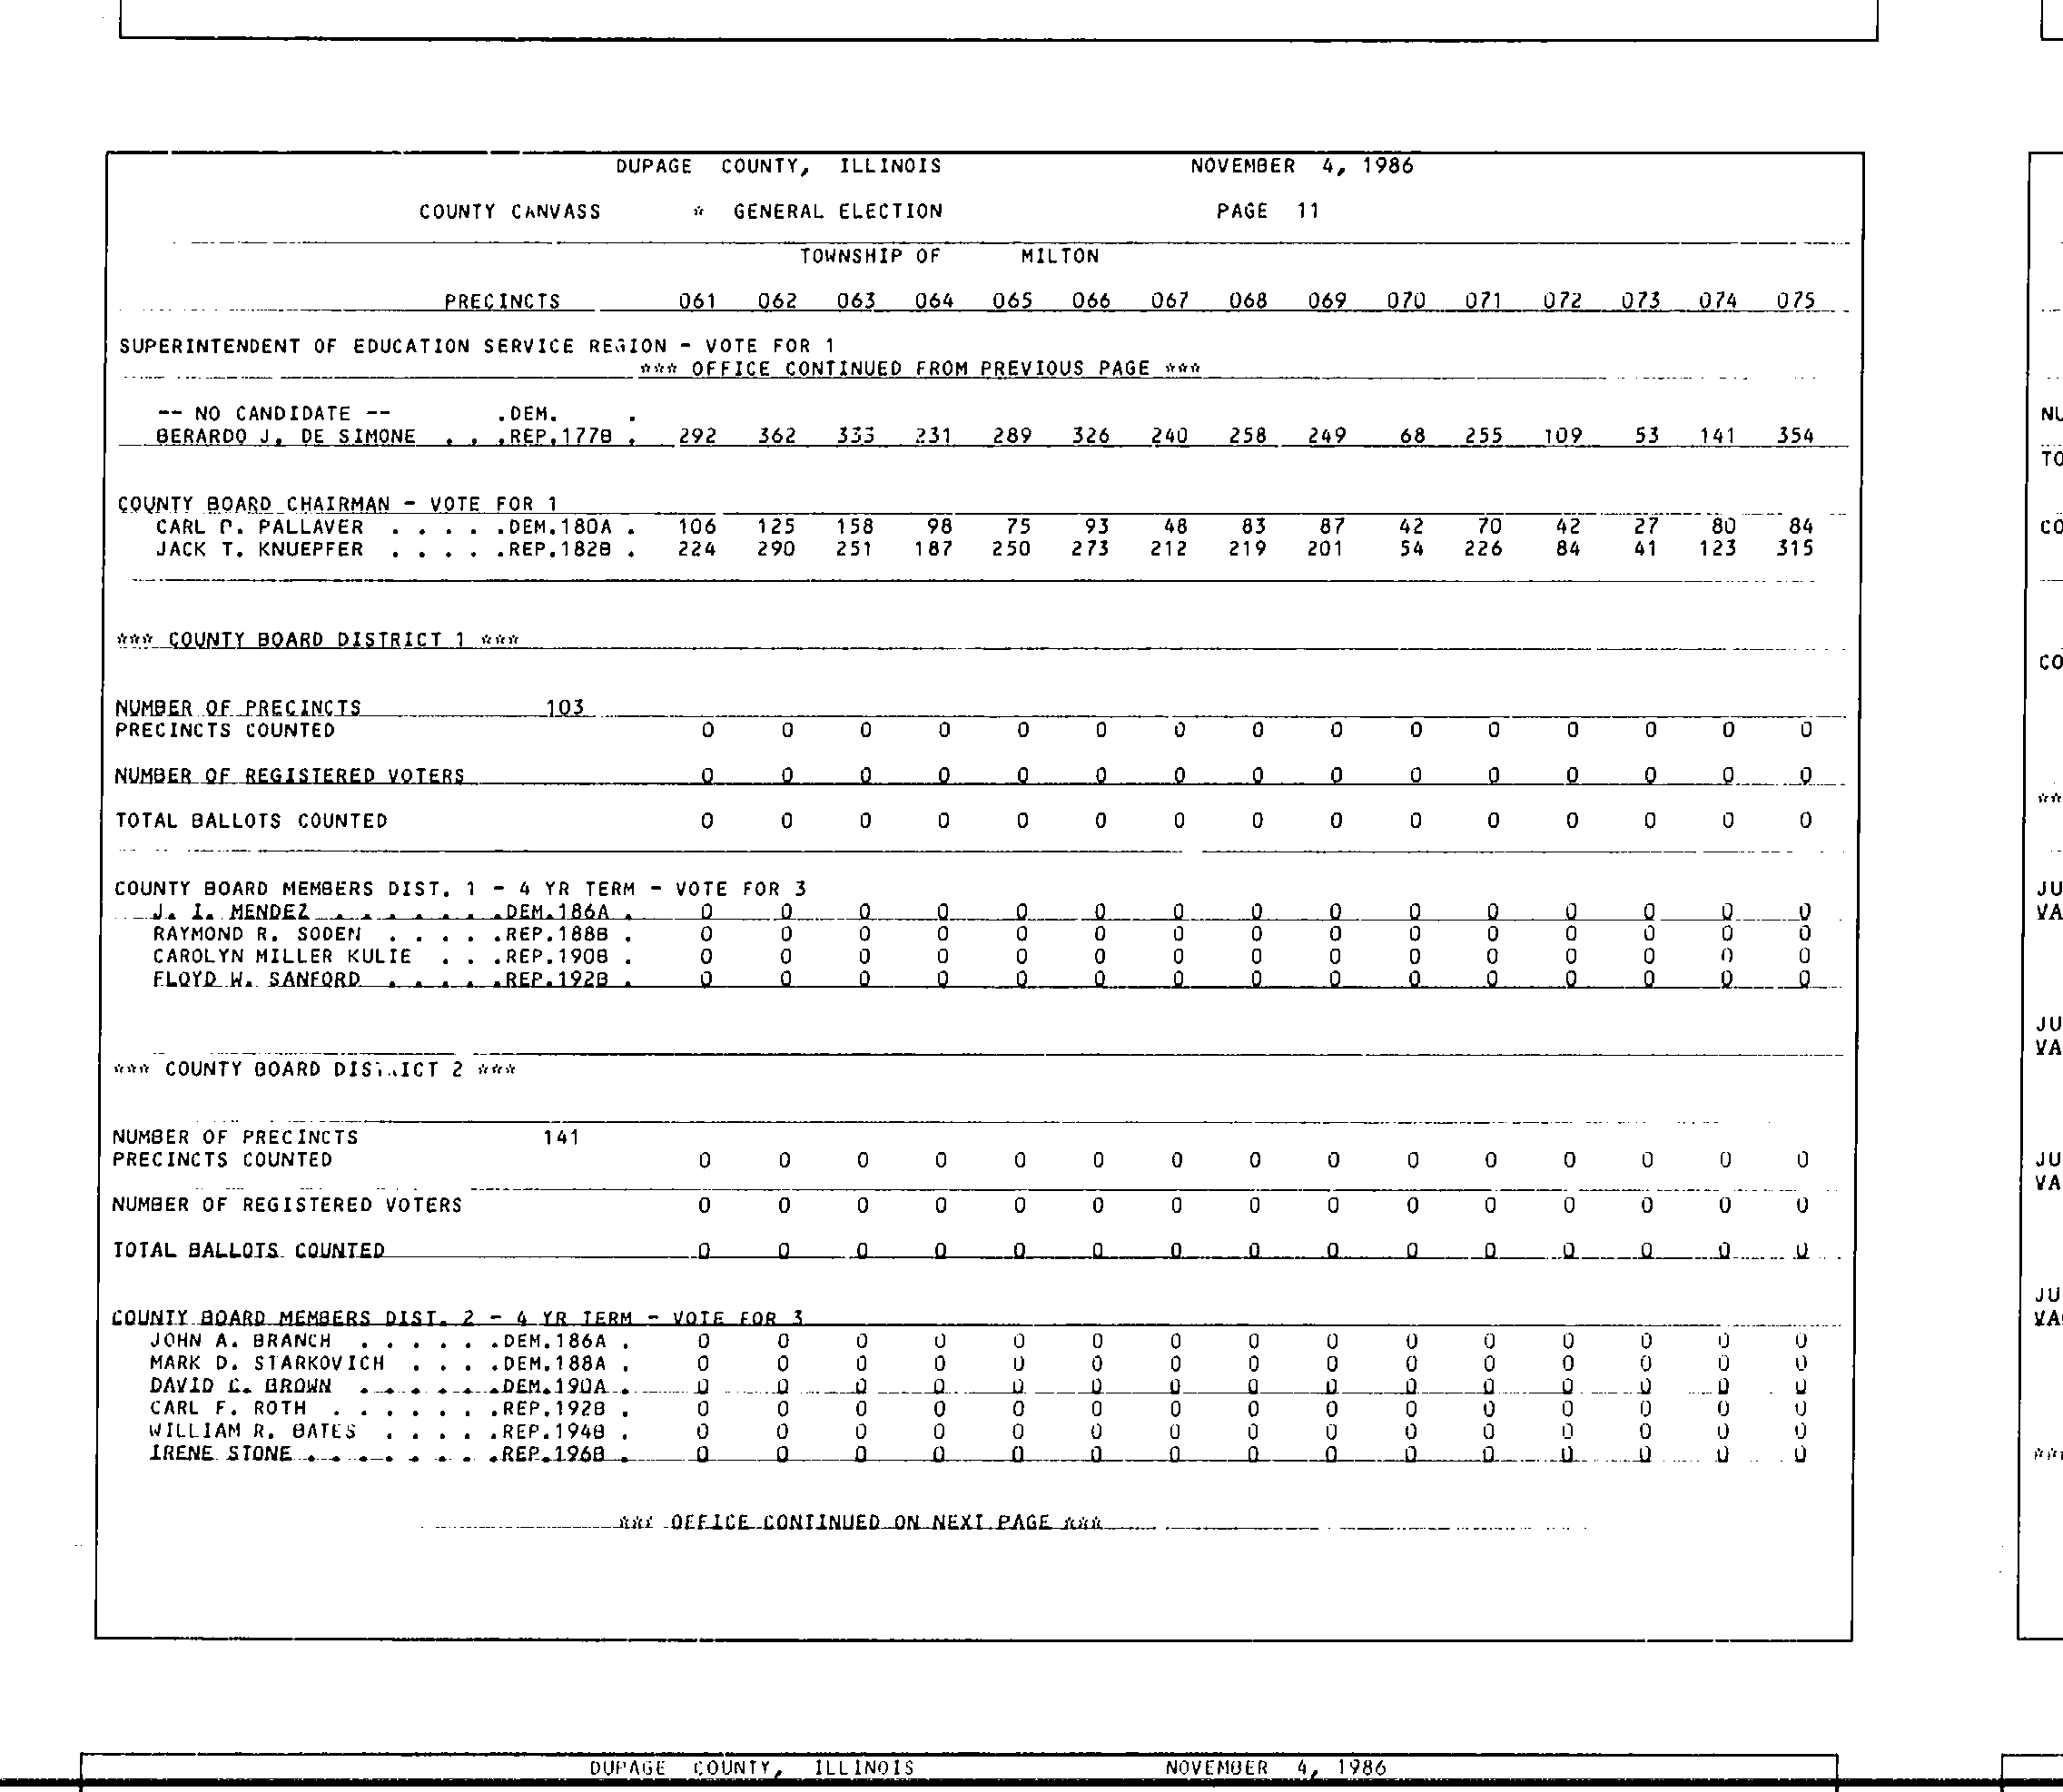 DUPAGE COUNTY, ILLINOIS NOVEMBER 4, 1986
COUNTY CANVASS * GENERAL ELECTION PAGE 11
TOWNSHIP OF MILTON
PRECINCTS 061 062 063 064 065 066 067 068 069 070 071 072 073 074 075
SUPERINTENDENT OF EDUCATION SERVICE REGION - VOTE FOR 1
*** OFFICE CONTINUED FROM PREVIOUS PAGE ***
-- NO CANDIDATE -- .DEM. .
BERARDO J. DE SIMONE . . .REP.177B . 292 362 333 231 289 326 240 258 249 68 255 109 53 141 354
COUNTY BOARD CHAIRMAN - VOTE FOR 1
CARL PALLAVER . . . . .DEM.180A . 106 125 158 98 75 93 48 83 87 42 70 42 27 80 84
JACK T. KNUEPFER . . . . .REP.182B . 224 290 251 187 250 273 212 219 201 54 226 84 41 123 315
*** COUNTY BOARD DISTRICT 1 ***
NUMBER OF PRECINCTS 103
PRECINCTS COUNTED 0 0 0 0 0 0 0 0 0 0 0 0 0 0 0
NUMBER OF REGISTERED VOTERS 0 0 0 0 0 0 0 0 0 0 0 0 0 0 0
TOTAL BALLOTS COUNTED 0 0 0 0 0 0 0 0 0 0 0 0 0 0 0
COUNTY BOARD MEMBERS DIST. 1 - 4 YR TERM - VOTE FOR 3
J. I. MENDEZ . . . . . . .DEM.186A . 0 0 0 0 0 0 0 0 0 0 0 0 0 0 0
RAYMOND R. SODEN . . . . .REP.188B . 0 0 0 0 0 0 0 0 0 0 0 0 0 0 0
CAROLYN MILLER KULIE . . .REP.190B . 0 0 0 0 0 0 0 0 0 0 0 0 0 0 0
FLOYD W. SANFORD . . . . .REP.192B . 0 0 0 0 0 0 0 0 0 0 0 0 0 0 0
*** COUNTY BOARD DISTRICT 2 ***
NUMBER OF PRECINCTS 141
PRECINCTS COUNTED 0 0 0 0 0 0 0 0 0 0 0 0 0 0 0
NUMBER OF REGISTERED VOTERS 0 0 0 0 0 0 0 0 0 0 0 0 0 0 0
TOTAL BALLOTS COUNTED 0 0 0 0 0 0 0 0 0 0 0 0 0 0 0
COUNTY BOARD MEMBERS DIST. 2 - 4 YR TERM - VOTE FOR 3
JOHN A. BRANCH . . . . . .DEM.186A . 0 0 0 0 0 0 0 0 0 0 0 0 0 0 0
MARK D. STARKOVICH . . . .DEM.188A . 0 0 0 0 0 0 0 0 0 0 0 0 0 0 0
DAVID C. BROWN . . . . . .DEM.190A . 0 0 0 0 0 0 0 0 0 0 0 0 0 0 0
CARL F. ROTH . . . . . . .REP.192B . 0 0 0 0 0 0 0 0 0 0 0 0 0 0 0
WILLIAM R. BATES . . . . .REP.194B . 0 0 0 0 0 0 0 0 0 0 0 0 0 0 0
IRENE STONE . . . . . . .REP.196B . 0 0 0 0 0 0 0 0 0 0 0 0 0 0 0
*** OFFICE CONTINUED ON NEXT PAGE ***
DUPAGE COUNTY, ILLINOIS NOVEMBER 4, 1986
NU
TO
CO
CO
**
JU
VA
JU
VA
JU
VA
JU
VA